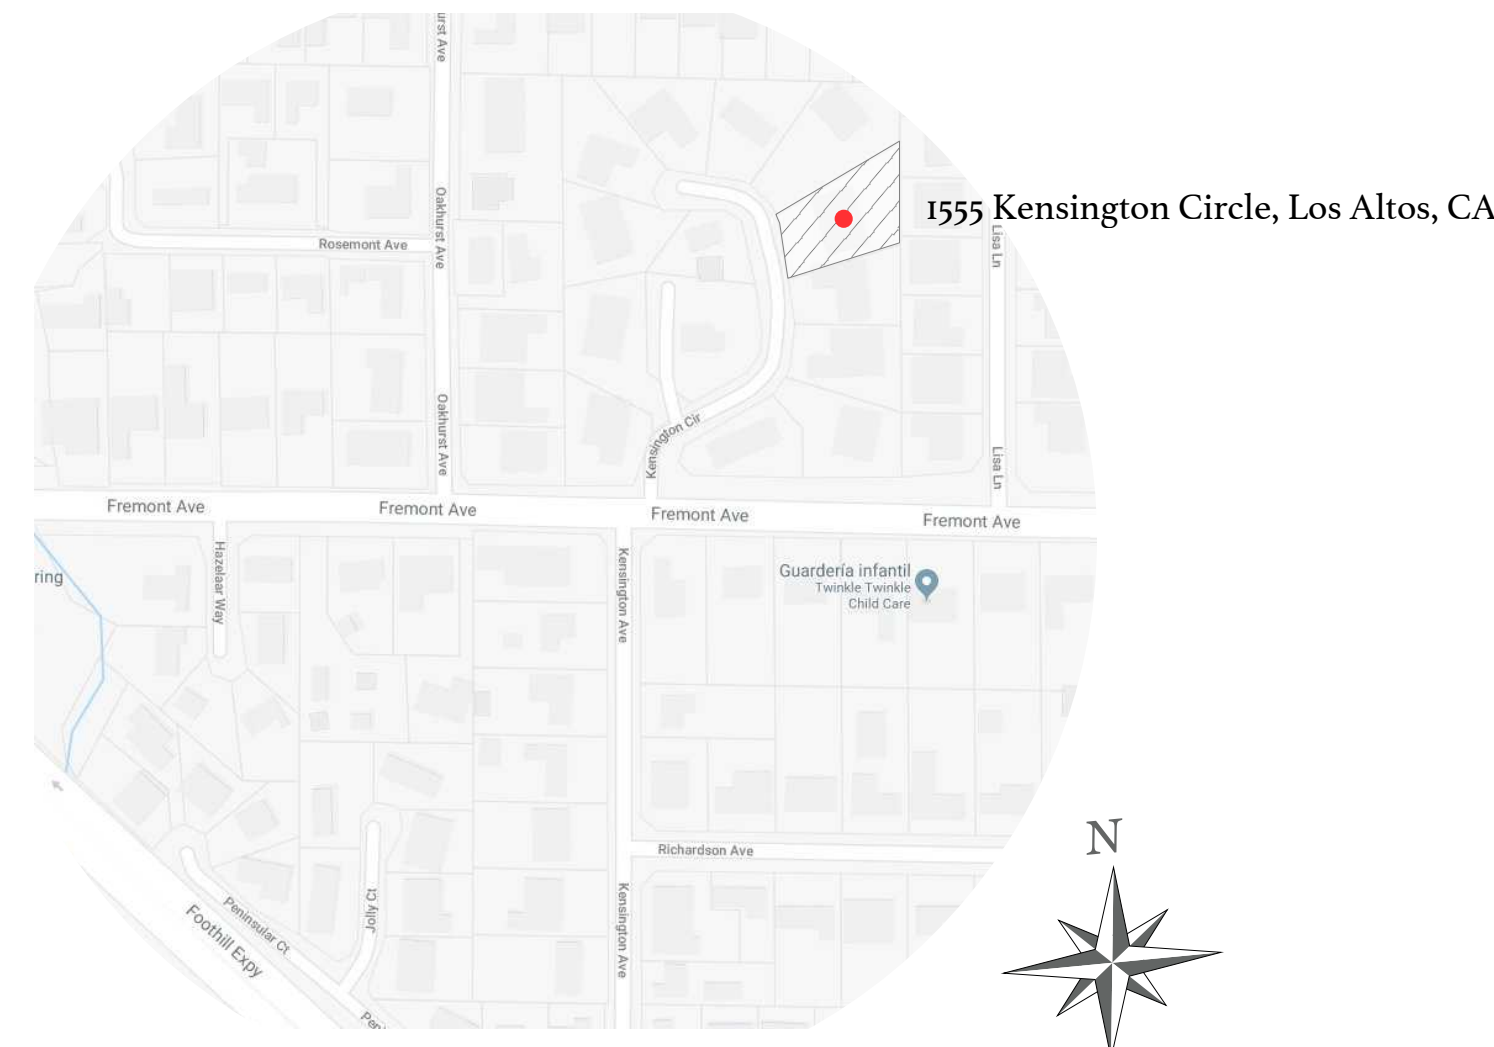 urst Ave
1555 Kensington Circle, Los Altos, CA
Oakhurst Ave
Rosemont Ave
Lisa Ln
Oakhurst Ave
Kensington Cir
Lisa Ln
Fremont Ave
Fremont Ave
Fremont Ave
Fremont Ave
Hazelaar Way
Kensington Ave
ring
Guardería infantil
Twinkle Twinkle
Child Care
N
Richardson Ave
Jolly Ct
Peninsular Ct
Foothill Expy
Kensington Ave